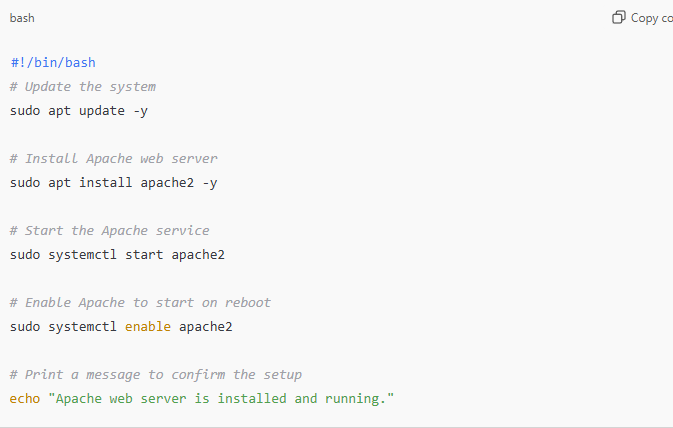 bash
Copy co
#!/bin/bash
# Update the system
sudo apt update -y
# Install Apache web server
sudo apt install apache2 -y
# Start the Apache service
sudo systemctl start apache2
# Enable Apache to start on reboot
sudo systemctl enable apache2
# Print a message to confirm the setup
echo "Apache web server is installed and running."